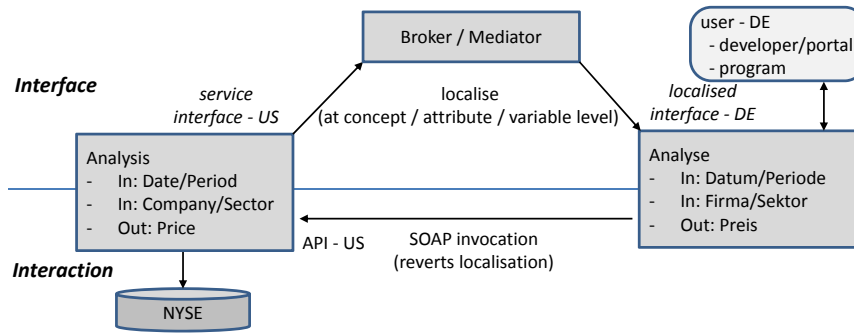 Broker / Mediator
user - DE
- developer/portal
- program
Interface
service
interface - US
localise
(at concept / attribute / variable level)
localised
interface – DE
Analysis
- In: Date/Period
- In: Company/Sector
- Out: Price
Analyse
- In: Datum/Periode
- In: Firma/Sektor
- Out: Preis
API - US
SOAP invocation
(reverts localisation)
Interaction
NYSE